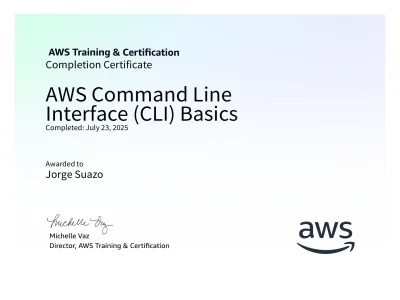 AWS Training & Certification
Completion Certificate
AWS Command Line
Interface (CLI) Basics
Completed: July 23, 2025
Awarded to
Jorge Suazo
Michelle Vaz
Michelle Vaz
Director, AWS Training & Certification
aws